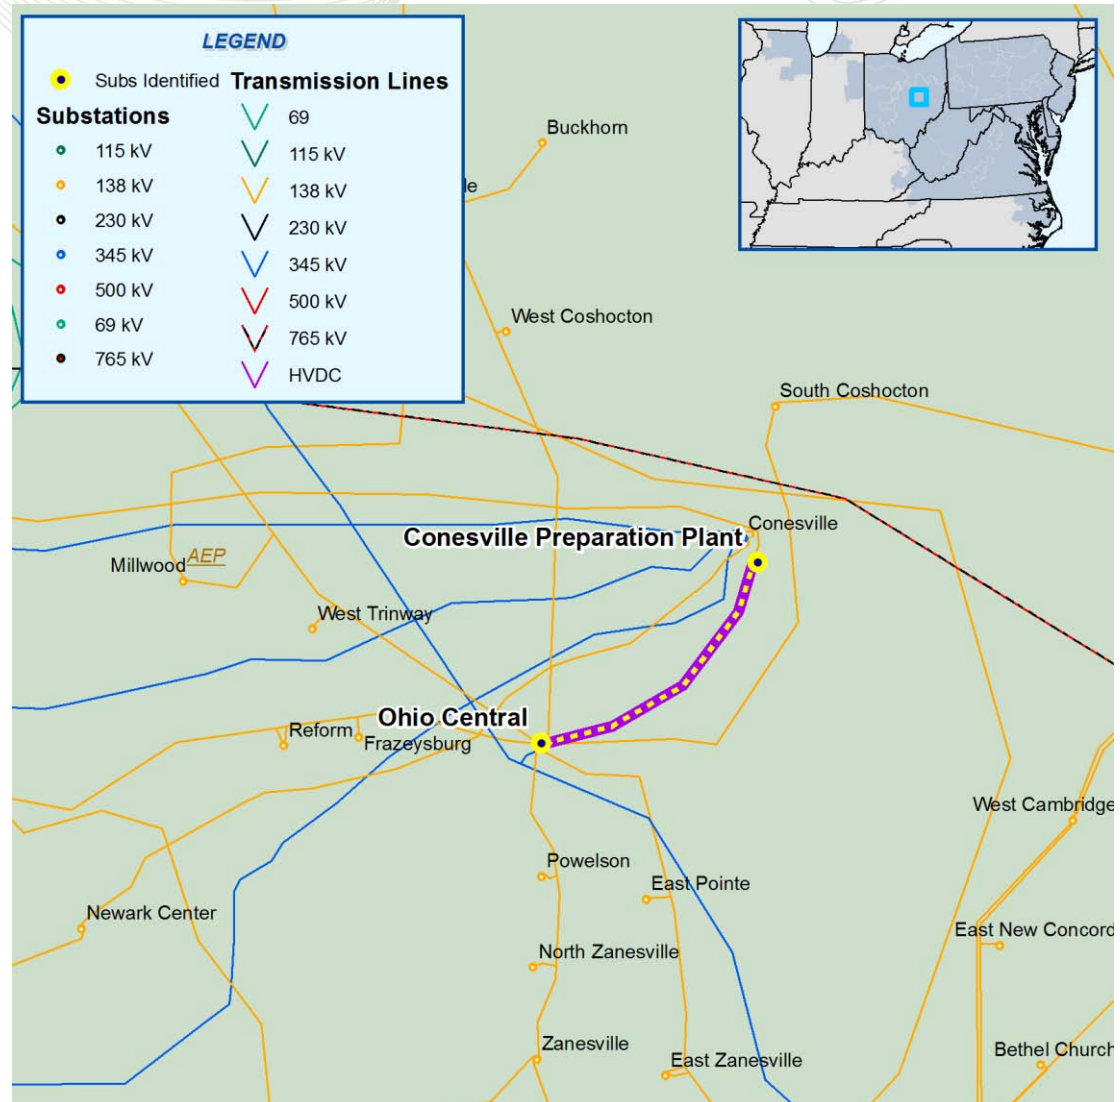 LEGEND
Subs Identified
Substations
115 kV
138 kV
230 kV
345 kV
500 kV
69 kV
765 kV
Transmission Lines
69
115 kV
138 kV
230 kV
345 kV
500 kV
765 kV
HVDC
Buckhorn
West Coshocton
South Coshocton
Conesville
Conesville Preparation Plant
Millwood
AEP
West Trinway
Ohio Central
Reform
Frazeysburg
West Cambridge
Powelson
East Pointe
Newark Center
East New Concord
North Zanesville
Zanesville
East Zanesville
Bethel Church